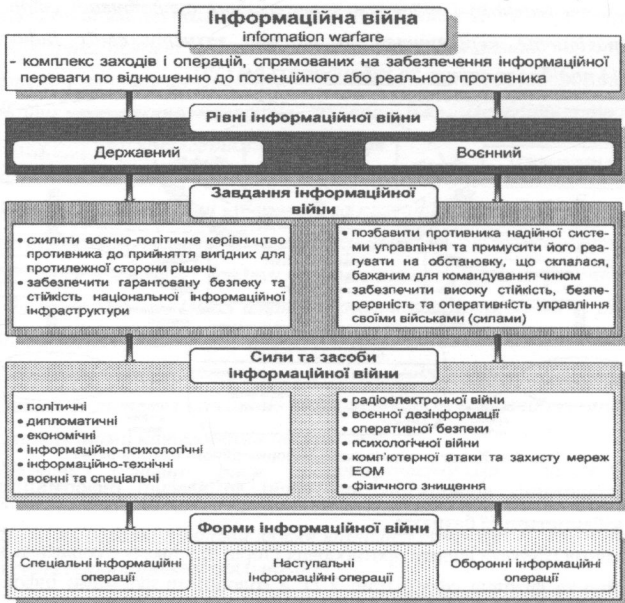 Інформаційна війна
information warfare
- комплекс заходів і операцій, спрямованих на забезпечення інформаційної
переваги по відношенню до потенційного або реального противника
Рівні інформаційної війни
Державний
Воєнний
Завдання інформаційної
війни
• схилити воєнно-політичне керівництво
противника до прийняття вигідних для
протилежної сторони рішень
• забезпечити гарантовану безпеку та
стійкість національної інформаційної
інфраструктури
• позбавити противника надійної систе-
ми управління та примусити його реа-
гувати на обстановку, що склалася,
бажаним для командування чином
• забезпечити високу стійкість, безпе-
рервність та оперативність управління
своїми військами (силами)
Сили та засоби
інформаційної війни
• політичні
• дипломатичні
• економічні
• інформаційно-психологічні
• інформаційно-технічні
• воєнні та спеціальні
• радіоелектронної війни
• воєнної дезінформації
• оперативної безпеки
• психологічної війни
• комп'ютерної атаки та захисту мереж
ЕОМ
• фізичного знищення
Форми інформаційної війни
Спеціальні інформаційні
операції
Наступальні
інформаційні операції
Оборонні інформаційні
операції